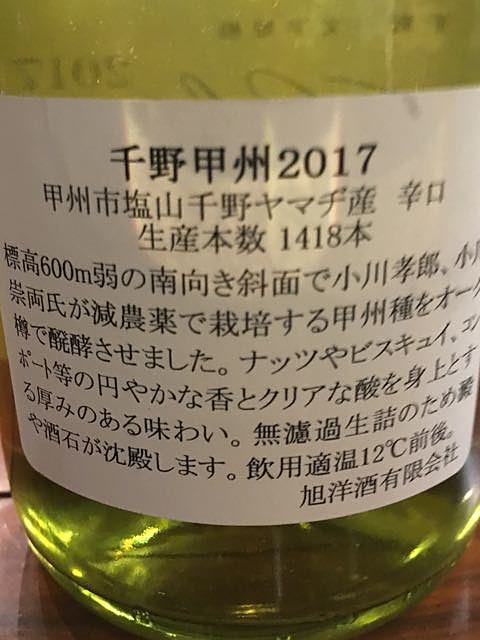 千野甲州2017
甲州市塩山千野ヤマヂ産 辛口
生産本数 1418本
標高600m弱の南向き斜面で小川孝郎、小川
崇両氏が減農薬で栽培する甲州種をオーク
樽で醗酵させました。ナッツやビスキュイ、コン
ポート等の円やかな香とクリアな酸を身上とす
る厚みのある味わい。無濾過生詰のため澱
や酒石が沈殿します。飲用適温12℃前後。
旭洋酒有限会社